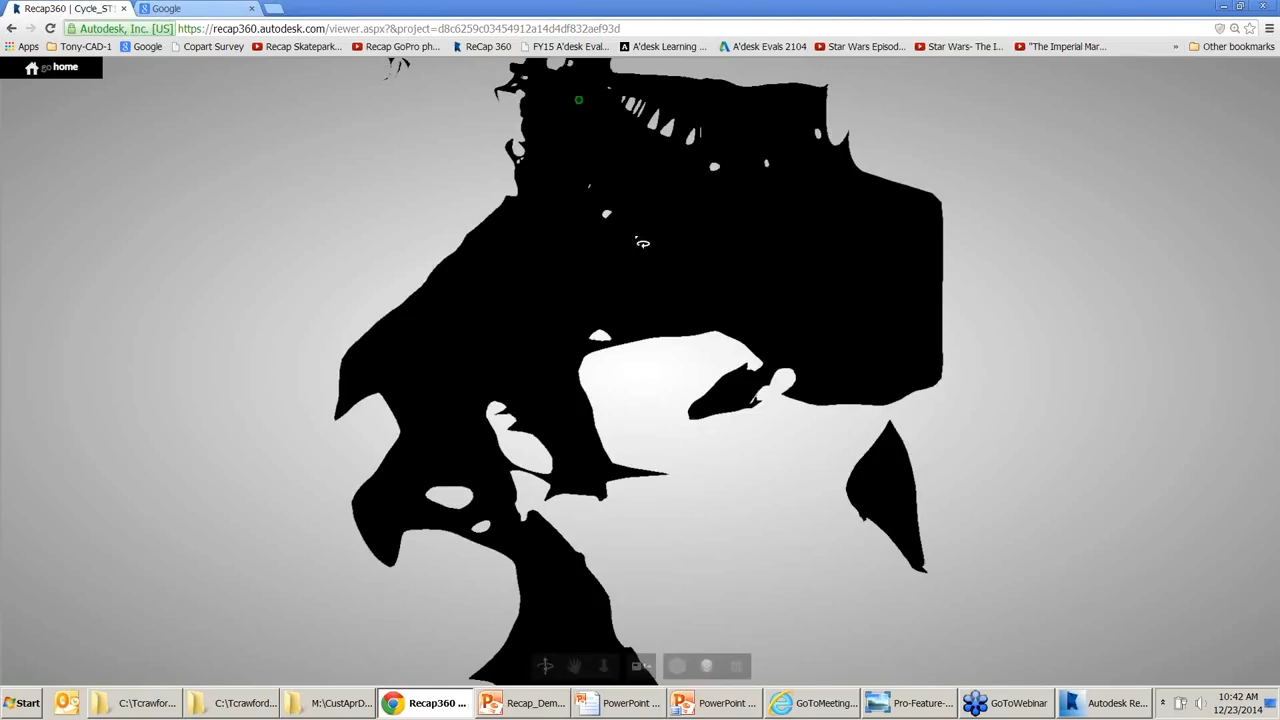 Recap360 | Cycle_ST
Google
Autodesk, Inc. [US]
https://recap360.autodesk.com/viewer.aspx?&project=d8c6259c03454912a14d4df832aef93d
Apps
Tony-CAD-1
Google
Copart Survey
Recap Skatepark...
Recap GoPro ph...
ReCap 360
FY15 A'desk Eval...
A'desk Learning ...
A'desk Evals 2.04
Star Wars Episod...
Star Wars- The I...
"The Imperial Mar...
» Other bookmarks
go home
Start
C:\Tcrawfor...
C:\Tcrawford...
M:\CustAprD...
Recap360 ...
Recap_Dem...
PowerPoint ...
PowerPoint ...
GoToMeeting...
Pro-Feature-...
GoToWebinar
Autodesk Re...
10:42 AM
12/23/2014